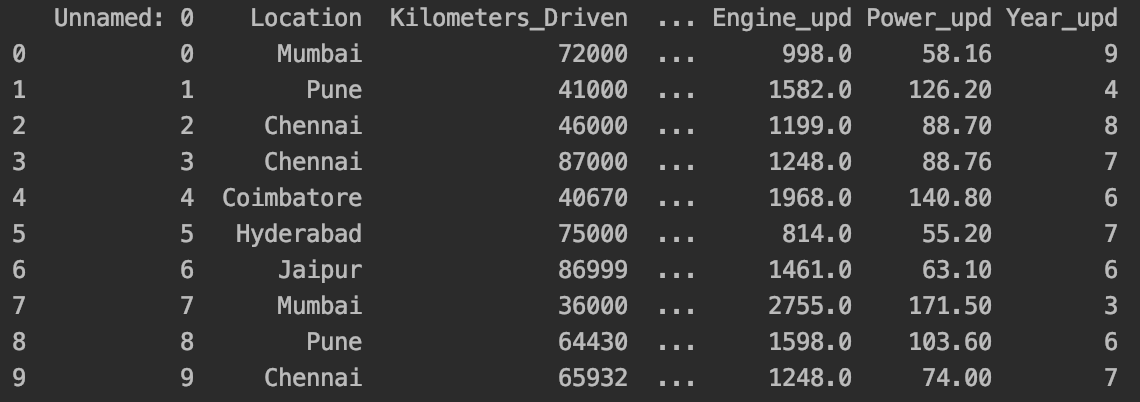 Unnamed: 0 Location Kilometers_Driven ... Engine_upd Power_upd Year_upd
0 0 Mumbai 72000 ... 998.0 58.16 9
1 1 Pune 41000 ... 1582.0 126.20 4
2 2 Chennai 46000 ... 1199.0 88.70 8
3 3 Chennai 87000 ... 1248.0 88.76 7
4 4 Coimbatore 40670 ... 1968.0 140.80 6
5 5 Hyderabad 75000 ... 814.0 55.20 7
6 6 Jaipur 86999 ... 1461.0 63.10 6
7 7 Mumbai 36000 ... 2755.0 171.50 3
8 8 Pune 64430 ... 1598.0 103.60 6
9 9 Chennai 65932 ... 1248.0 74.00 7